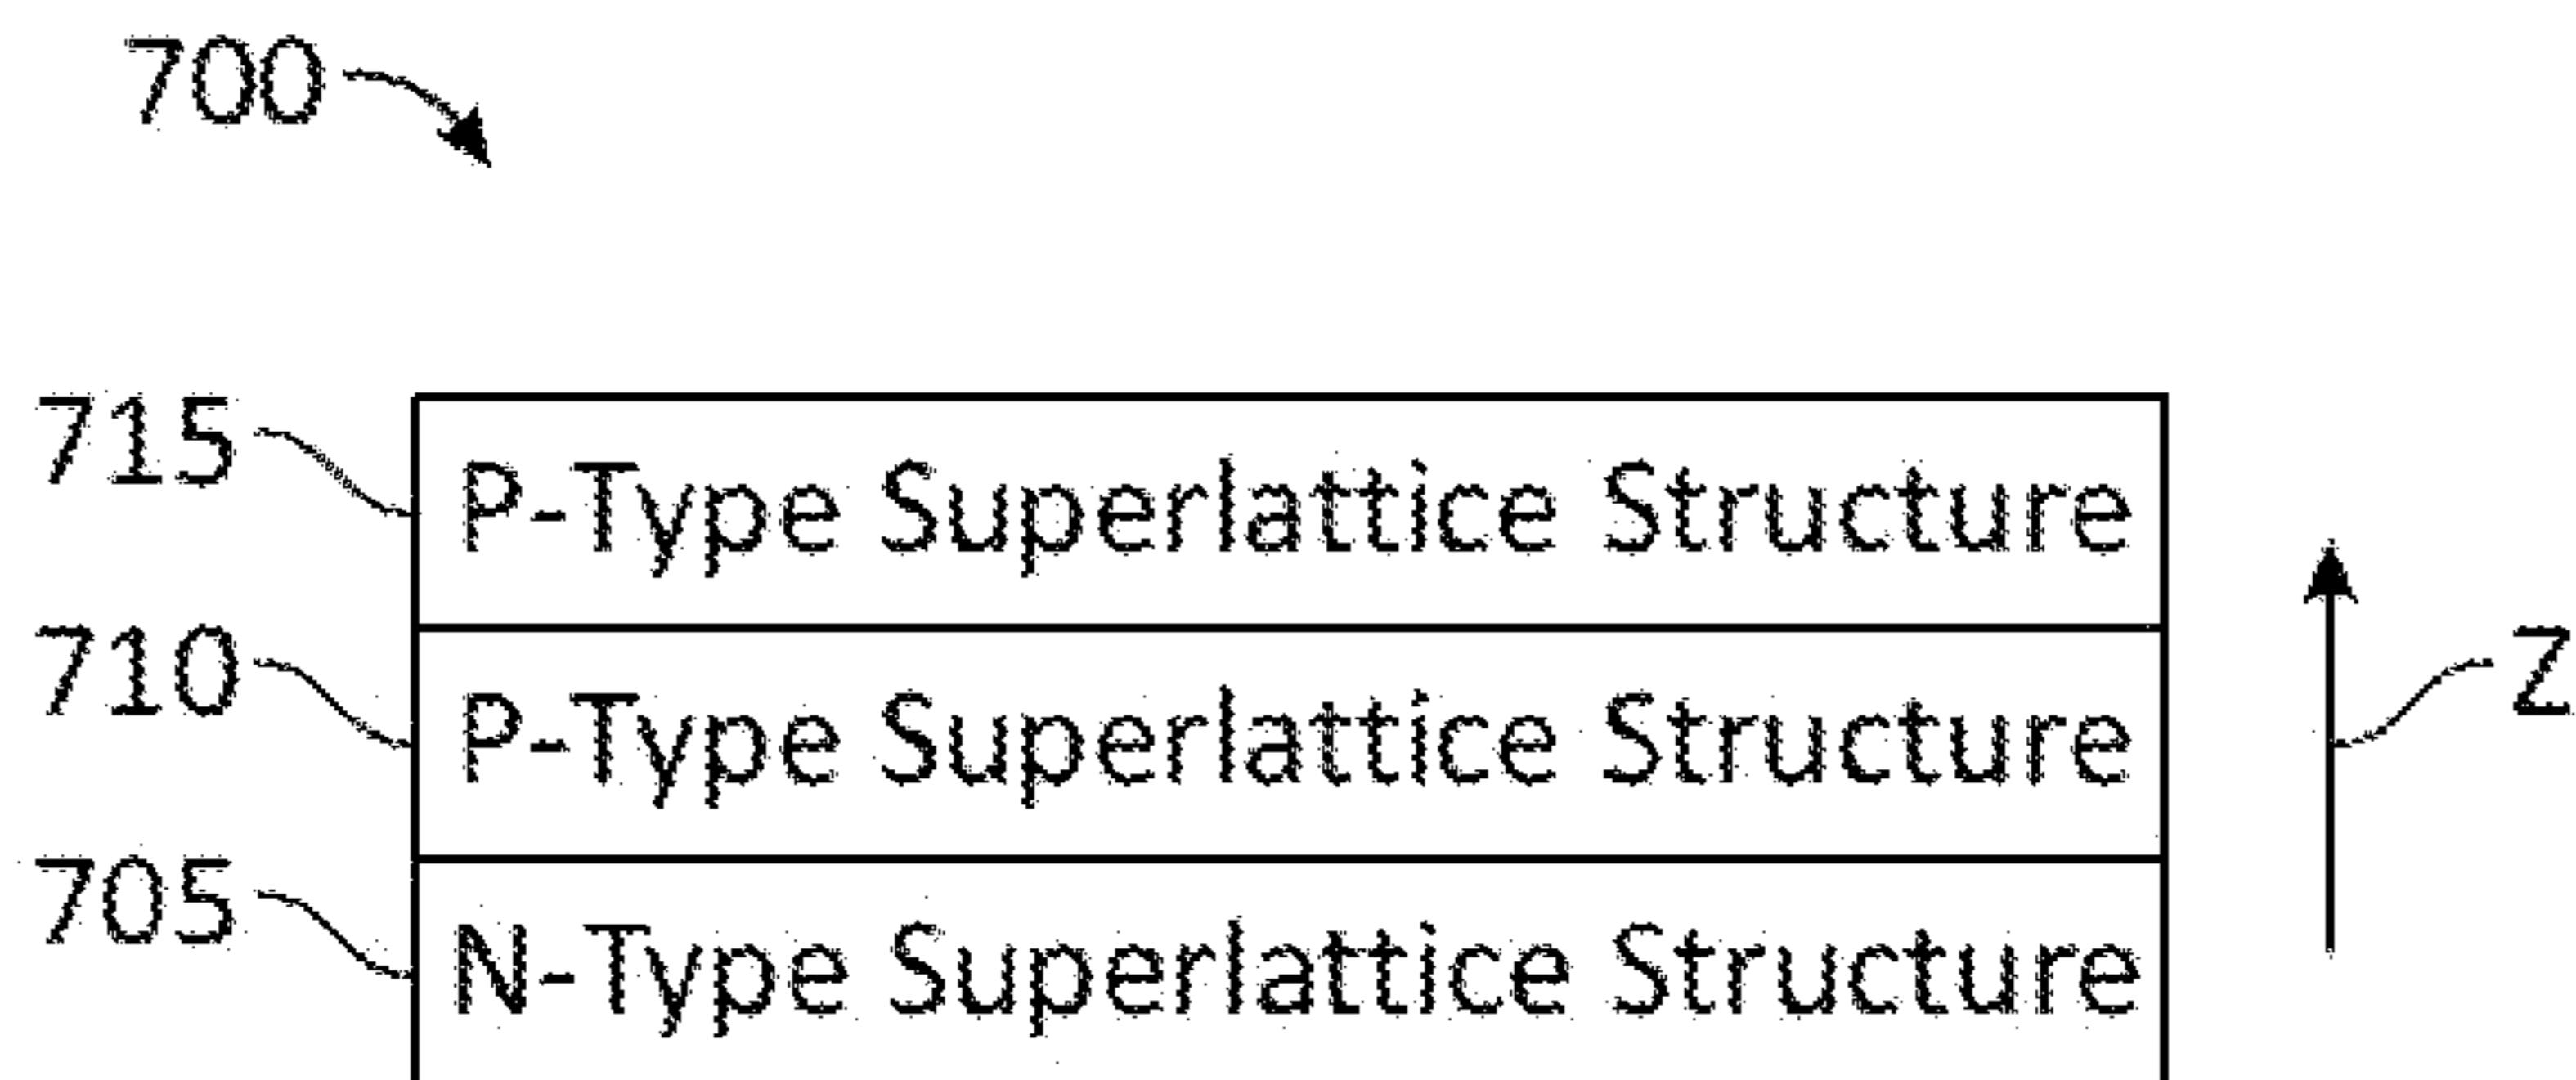 700
715 P-Type Superlattice Structure
710 P-Type Superlattice Structure Z
705 N-Type Superlattice Structure